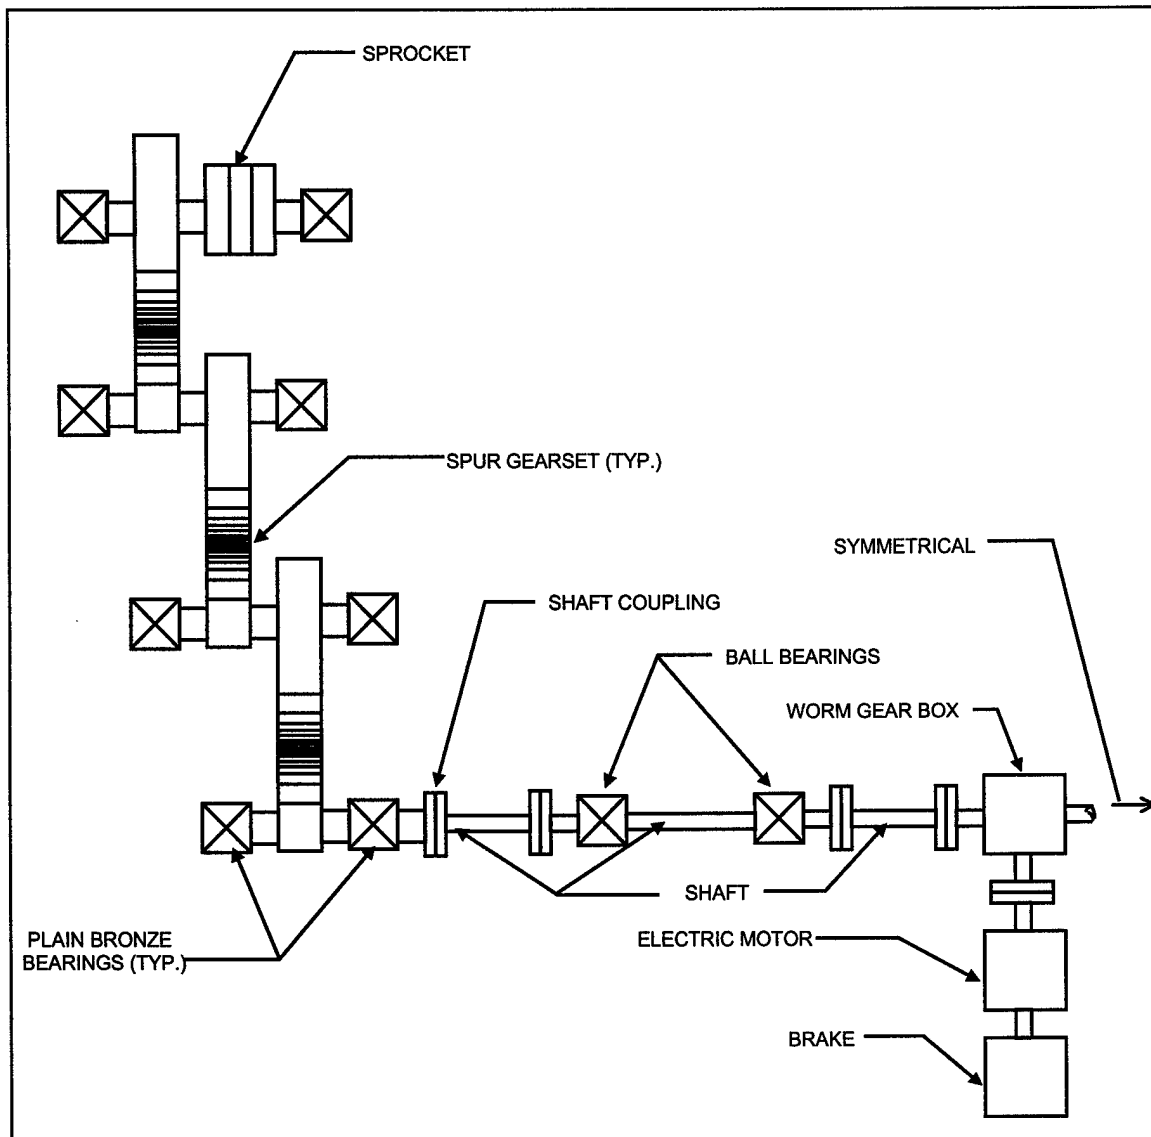 SPROCKET
SPUR GEARSET (TYP.)
SYMMETRICAL
SHAFT COUPLING
BALL BEARINGS
WORM GEAR BOX
SHAFT
PLAIN BRONZE
BEARINGS (TYP.)
ELECTRIC MOTOR
BRAKE